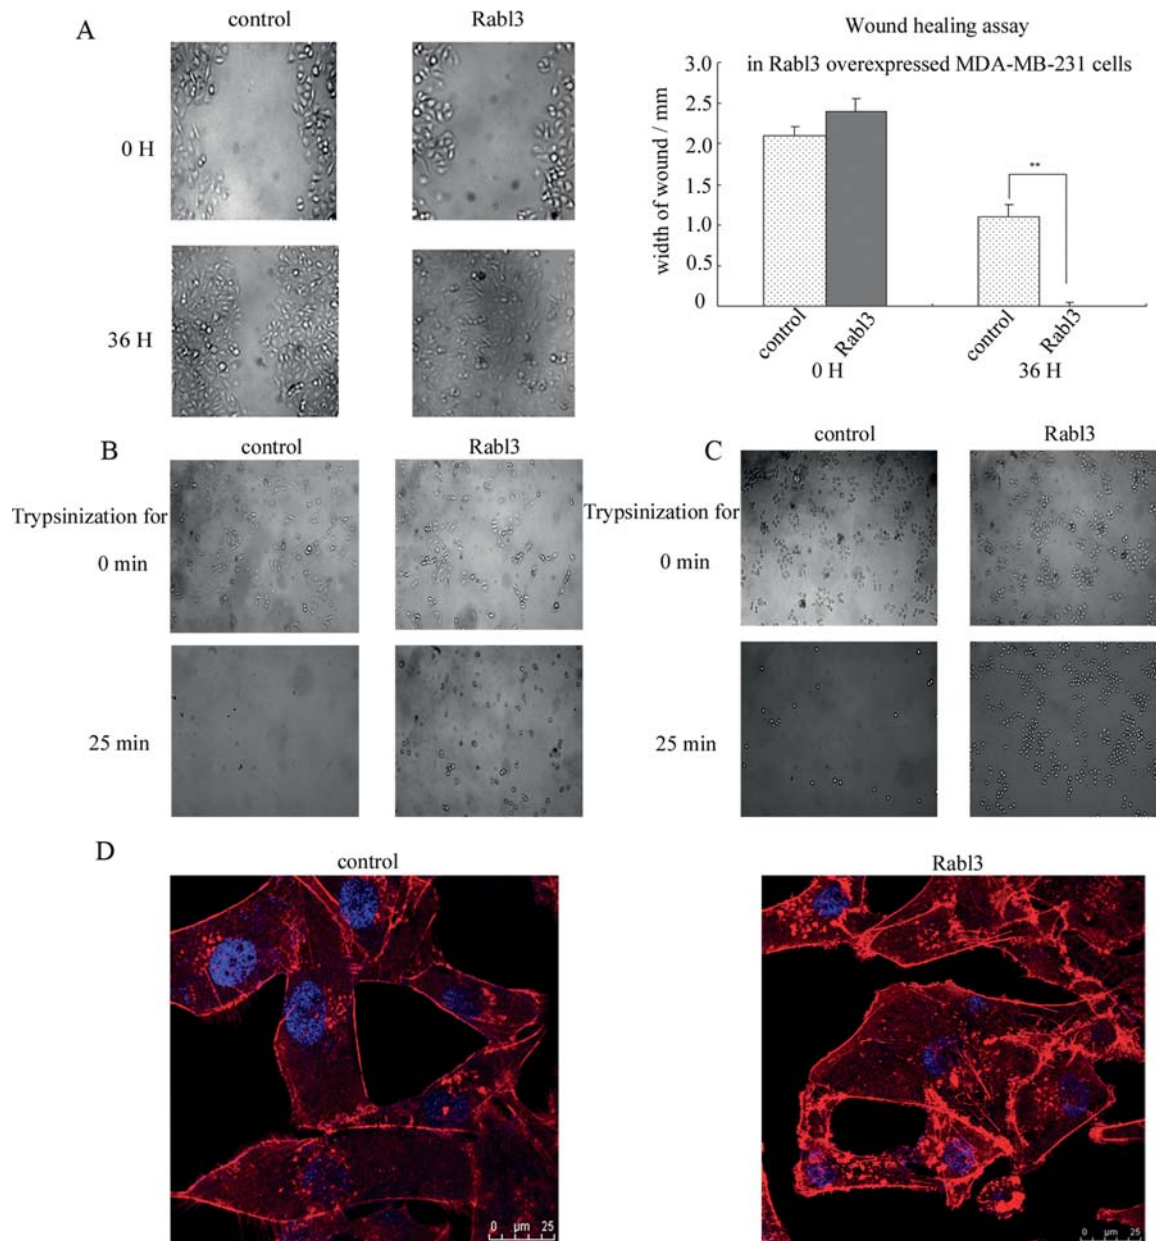 A
control
Rabl3
0 H
36 H
Wound healing assay
in Rabl3 overexpressed MDA-MB-231 cells
width of wound / mm
3.0
2.5
2.0
1.5
1.0
0.5
0
**
control
Rabl3
control
Rabl3
0 H
36 H
B
control
Rabl3
Trypsinization for
0 min
25 min
C
control
Rabl3
Trypsinization for
0 min
25 min
D
control
Rabl3
0 µm 25
0 µm 25